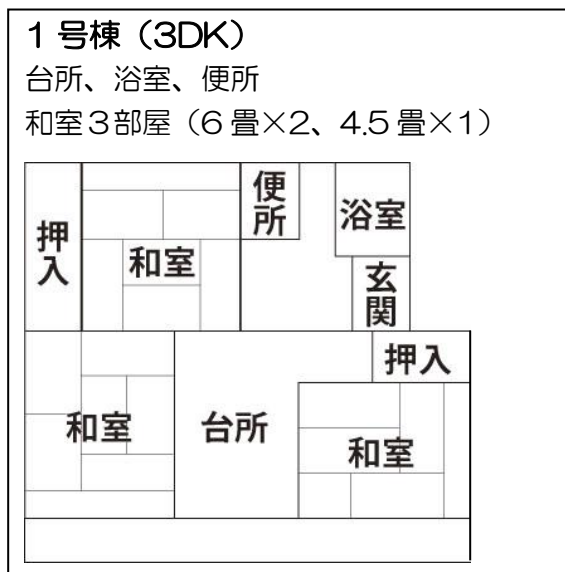 1号棟（3DK）
台所、浴室、便所
和室3部屋（6畳×2、4.5畳×1）
便所
浴室
押入
和室
玄関
押入
和室
台所
和室